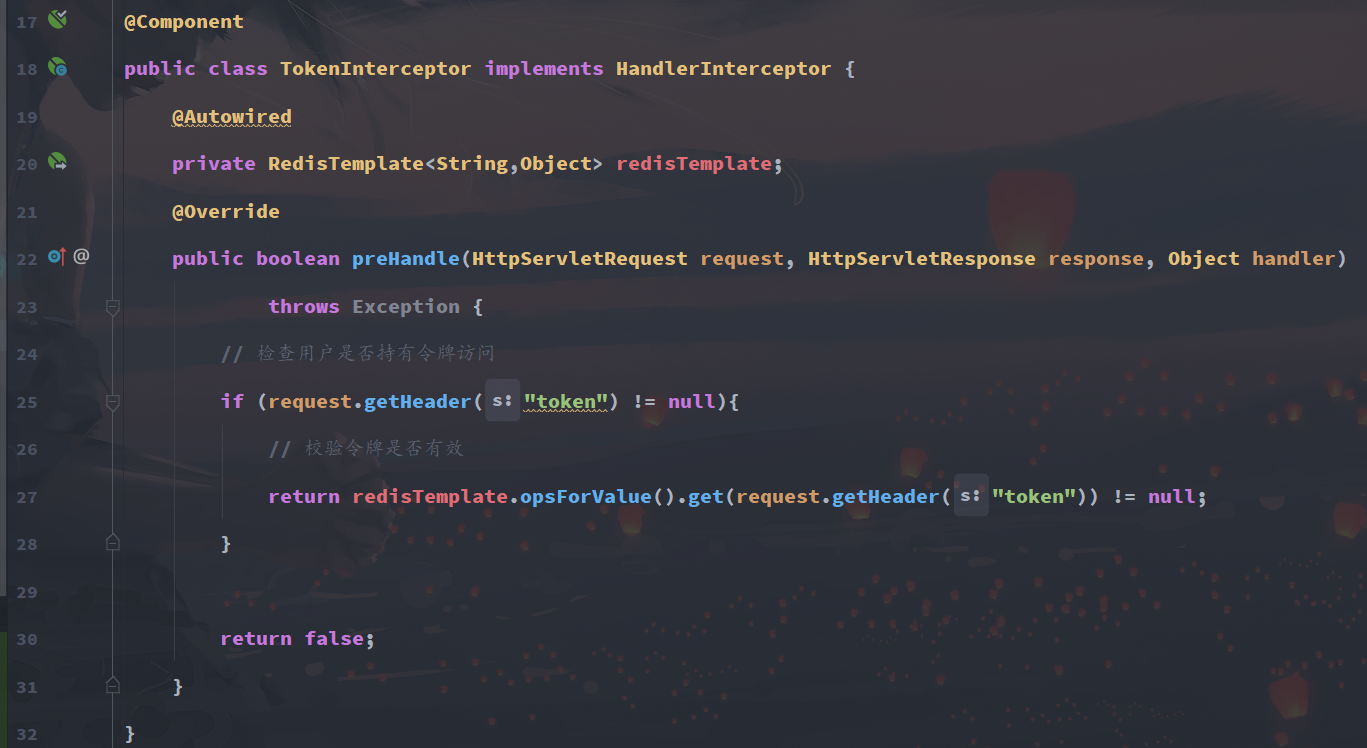 17 @Component
18 public class TokenInterceptor implements HandlerInterceptor {
19 @Autowired
20 private RedisTemplate<String,Object> redisTemplate;
21 @Override
22 @ public boolean preHandle(HttpServletRequest request, HttpServletResponse response, Object handler)
23 throws Exception {
24 // 检查用户是否持有令牌访问
25 if (request.getHeader( s: "token") != null){
26 // 校验令牌是否有效
27 return redisTemplate.opsForValue().get(request.getHeader( s: "token")) != null;
28 }
29
30 return false;
31 }
32 }